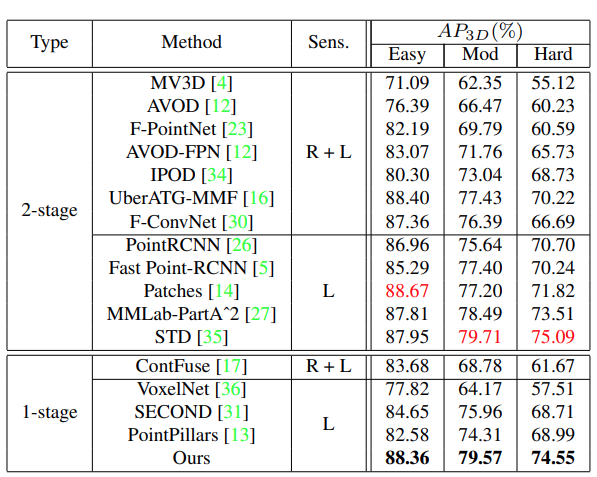 Type Method Sens. AP3D(%)
Easy Mod Hard
MV3D [4] 71.09 62.35 55.12
AVOD [12] 76.39 66.47 60.23
F-PointNet [23] 82.19 69.79 60.59
AVOD-FPN [12] R + L 83.07 71.76 65.73
IPOD [34] 80.30 73.04 68.73
UberATG-MMF [16] 88.40 77.43 70.22
2-stage
F-ConvNet [30] 87.36 76.39 66.69
PointRCNN [26] 86.96 75.64 70.70
Fast Point-RCNN [5] 85.29 77.40 70.24
Patches [14] L 88.67 77.20 71.82
MMLab-PartAˆ2 [27] 87.81 78.49 73.51
STD [35] 87.95 79.71 75.09
ContFuse [17] R + L 83.68 68.78 61.67
VoxelNet [36] 77.82 64.17 57.51
1-stage SECOND [31] 84.65 75.96 68.71
L
PointPillars [13] 82.58 74.31 68.99
Ours 88.36 79.57 74.55